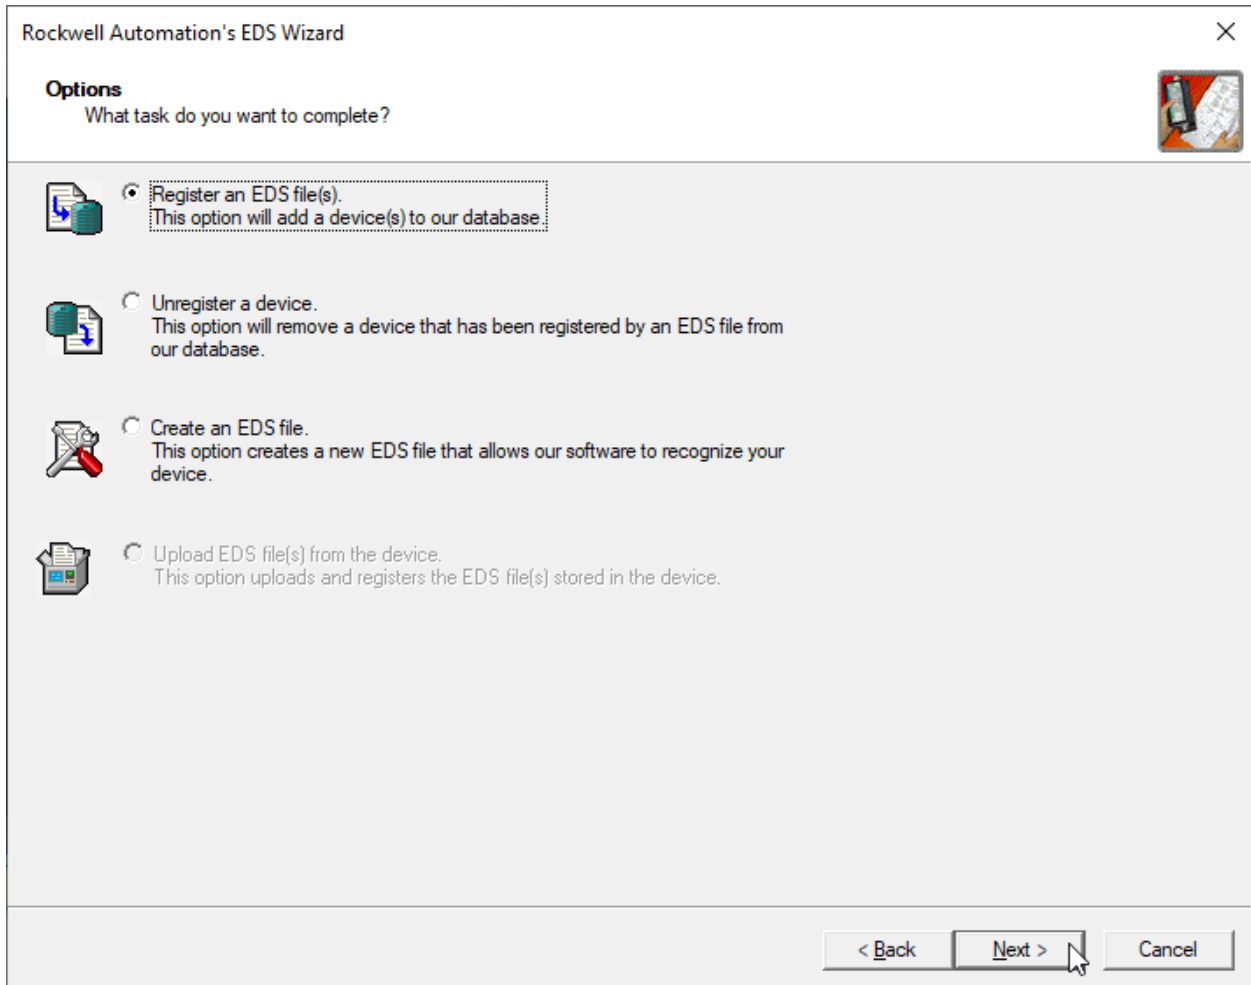 Rockwell Automation's EDS Wizard
Options
What task do you want to complete?
Register an EDS file(s).
This option will add a device(s) to our database.
Unregister a device.
This option will remove a device that has been registered by an EDS file from
our database.
Create an EDS file.
This option creates a new EDS file that allows our software to recognize your
device.
Upload EDS file(s) from the device.
This option uploads and registers the EDS file(s) stored in the device.
< Back
Next >
Cancel